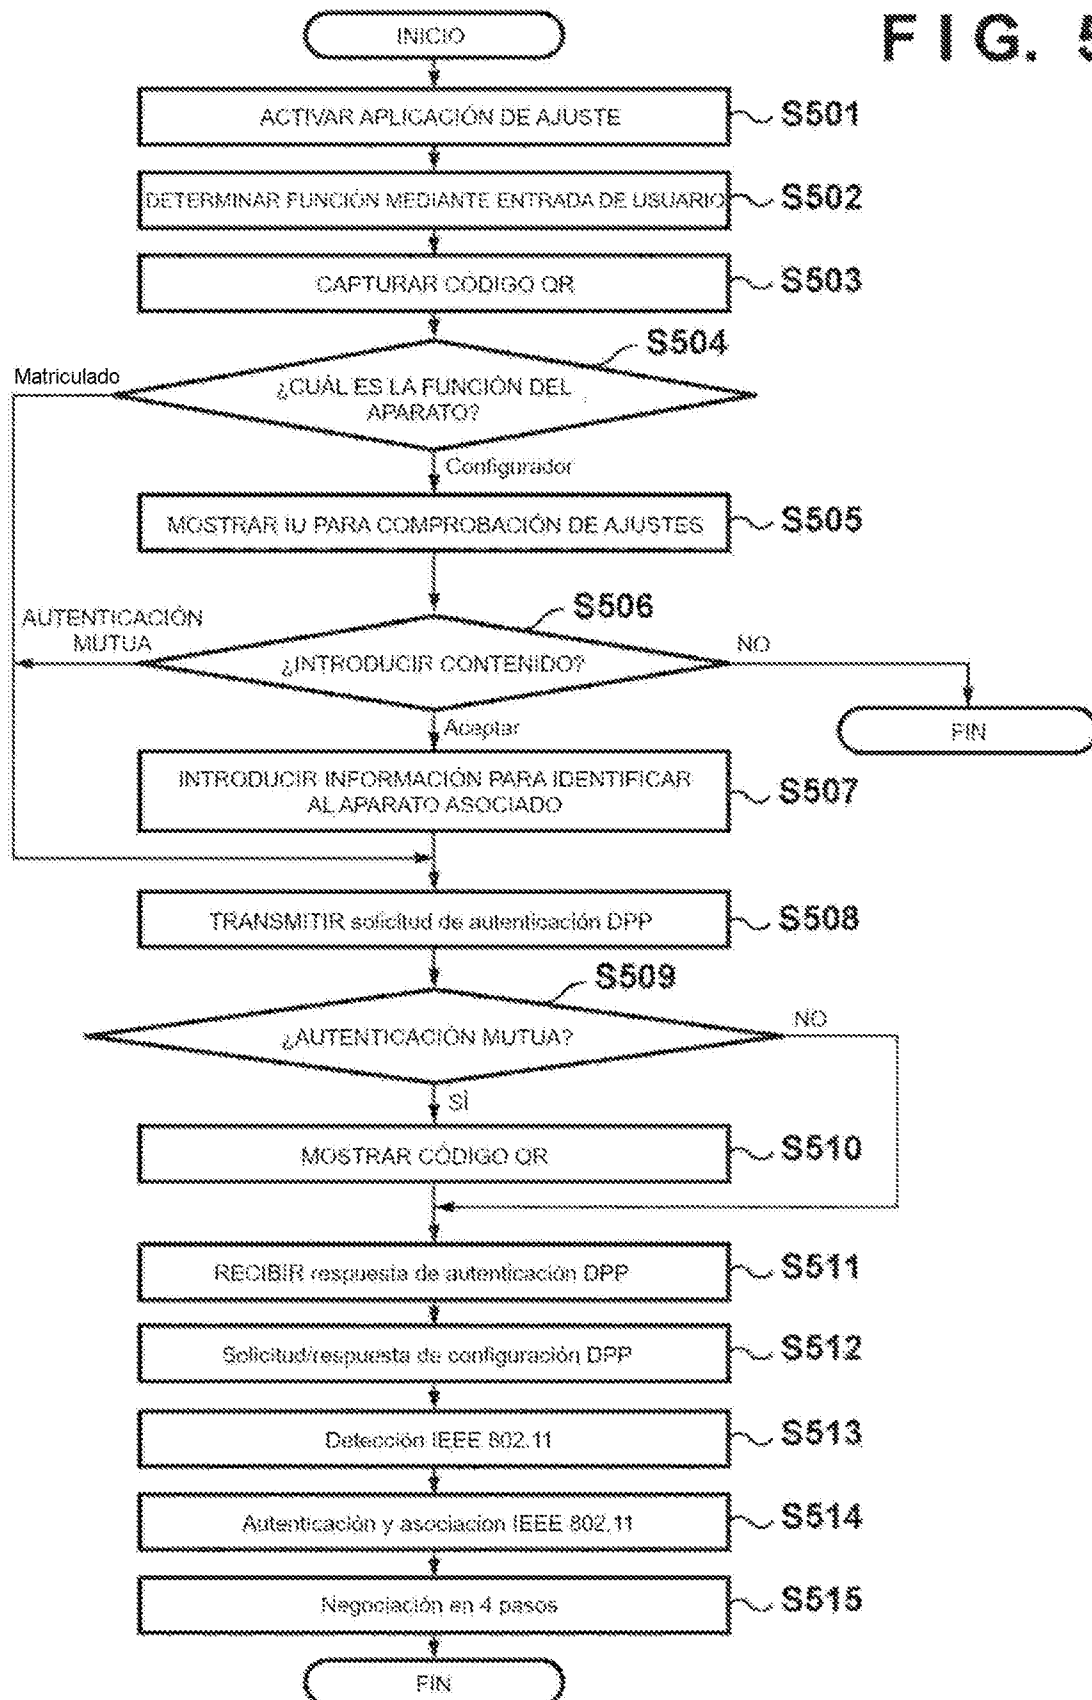 FIG. 5
INICIO
ACTIVAR APLICACIÓN DE AJUSTE
S501
DETERMINAR FUNCIÓN MEDIANTE ENTRADA DE USUARIO
S502
CAPTURAR CÓDIGO QR
S503
S504
Matriculado
¿CUÁL ES LA FUNCIÓN DEL
APARATO?
Configurador
MOSTRAR IU PARA COMPROBACIÓN DE AJUSTES
S505
S506
AUTENTICACIÓN
MUTUA
¿INTRODUCIR CONTENIDO?
NO
FIN
Aceptar
INTRODUCIR INFORMACIÓN PARA IDENTIFICAR
AL APARATO ASOCIADO
S507
TRANSMITIR solicitud de autenticación DPP
S508
S509
¿AUTENTICACIÓN MUTUA?
NO
SÍ
MOSTRAR CÓDIGO QR
S510
RECIBIR respuesta de autenticación DPP
S511
Solicitud/respuesta de configuración DPP
S512
Detección IEEE 802.11
S513
Autenticación y asociación IEEE 802.11
S514
Negociación en 4 pasos
S515
FIN